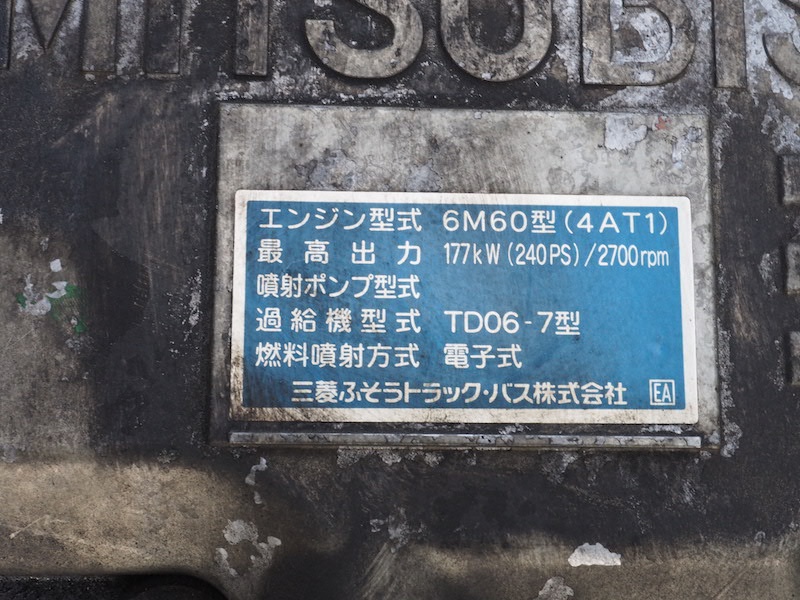 MITSUBIS
エンジン型式 6M60型(4AT1)
最高出力 177kW(240PS)/2700rpm
噴射ポンプ型式
過給機型式 TD06-7型
燃料噴射方式 電子式
三菱ふそうトラック・バス株式会社 EA